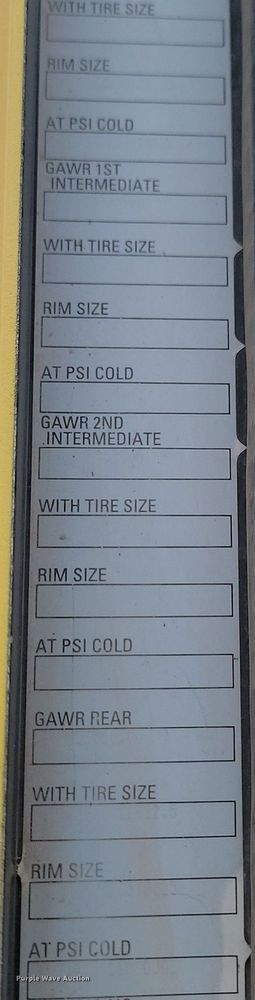 WITH TIRE SIZE
RIM SIZE
AT PSI COLD
GAWR 1ST
INTERMEDIATE
WITH TIRE SIZE
RIM SIZE
AT PSI COLD
GAWR 2ND
INTERMEDIATE
WITH TIRE SIZE
RIM SIZE
AT PSI COLD
GAWR REAR
WITH TIRE SIZE
RIM SIZE
AT PSI COLD
Purple Wave Auction